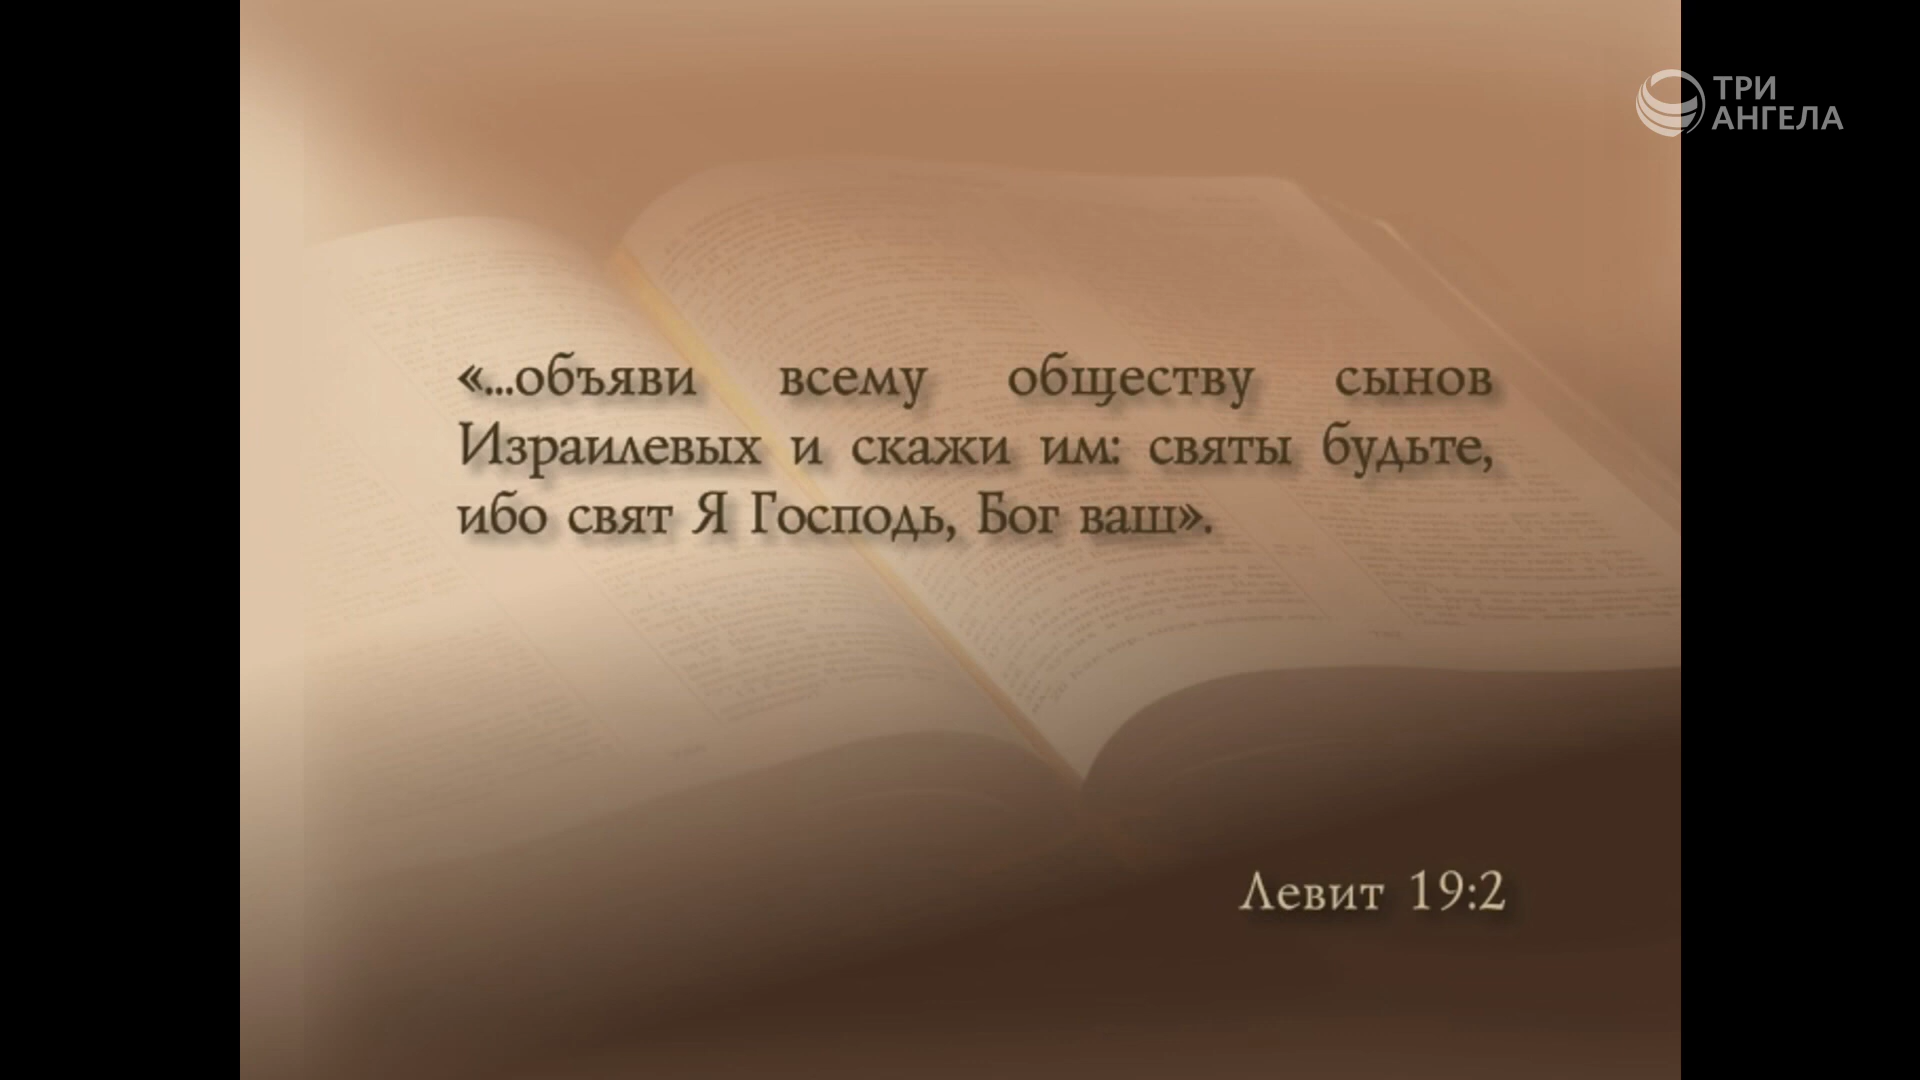 ТРИ
АНГЕЛА
«...объяви всему обществу сынов
Израилевых и скажи им: святы будьте,
ибо свят Я Господь, Бог ваш».
Левит 19:2